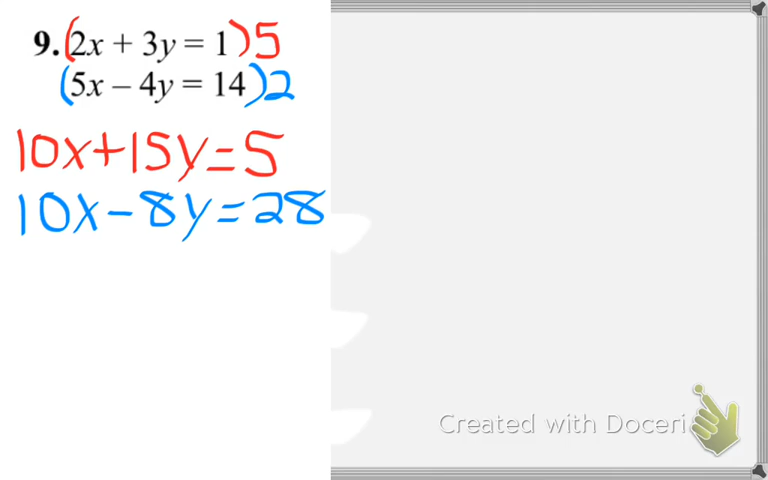 9. (2x + 3y = 1)5
(5x – 4y = 14)2
10x+15y=5
10x-8y=28
Created with Doceri